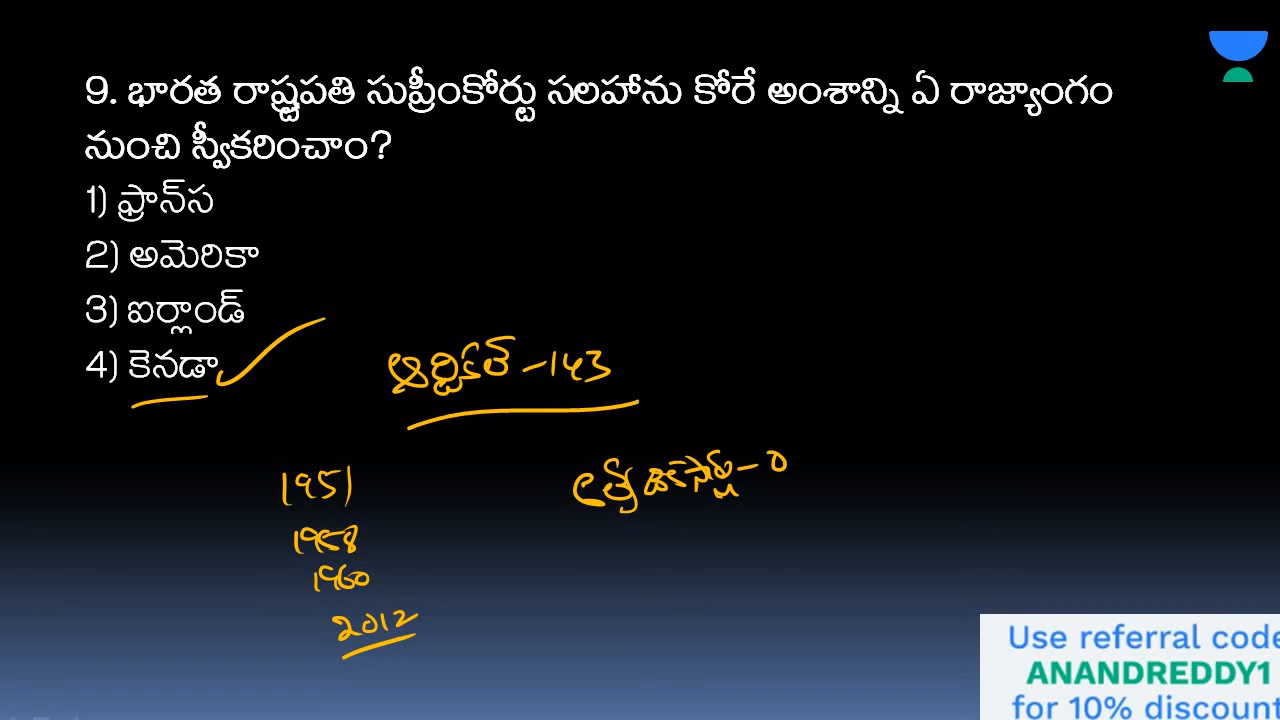 9. భారత రాష్ట్రపతి సుప్రీంకోర్టు సలహాను కోరే అంశాన్ని ఏ రాజ్యాంగం
నుంచి స్వీకరించాం?
1) ఫ్రాన్‌స
2) అమెరికా
3) ఐర్లాండ్
4) కెనడా
ఆర్టికల్ -143
1951
1958
1960
2012
Use referral code
ANANDREDDY1
for 10% discount